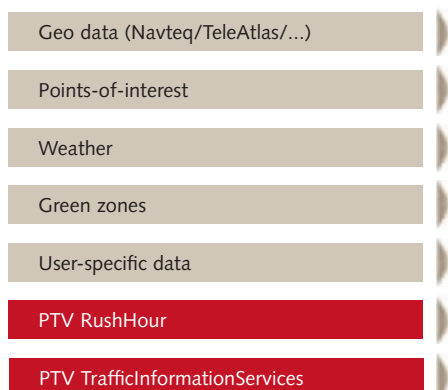 Geo data (Navteq/TeleAtlas/...)
Points-of-interest
Weather
Green zones
User-specific data
PTV RushHour
PTV TrafficInformationServices